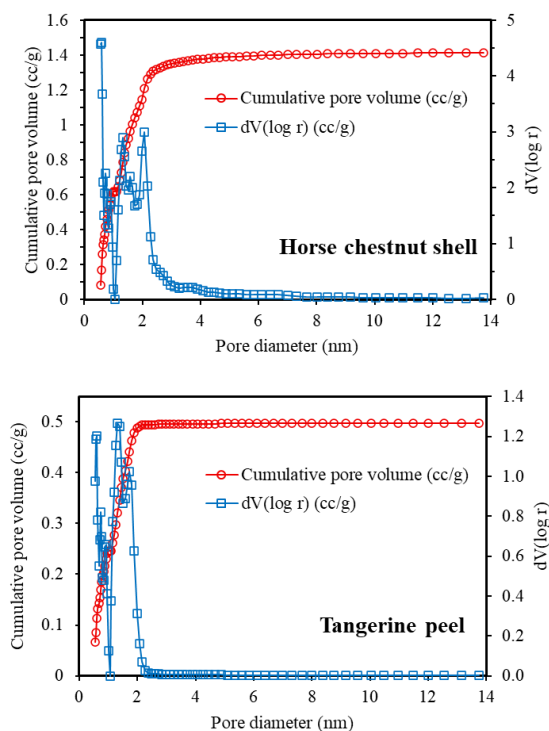 1.6
1.4
1.2
1
0.8
0.6
0.4
0.2
0
Cumulative pore volume (cc/g)
5
4
3
2
1
0
dV(log r)
Cumulative pore volume (cc/g)
dV(log r) (cc/g)
Horse chestnut shell
0 2 4 6 8 10 12 14
Pore diameter (nm)
0.5
0.4
0.3
0.2
0.1
0
Cumulative pore volume (cc/g)
1.4
1.2
1.0
0.8
0.6
0.4
0.2
0.0
dV(log r)
Cumulative pore volume (cc/g)
dV(log r) (cc/g)
Tangerine peel
0 2 4 6 8 10 12 14
Pore diameter (nm)